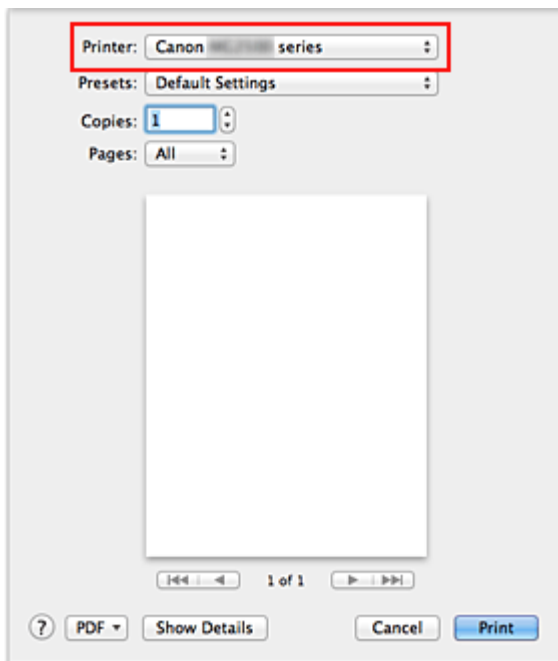 Printer: Canon series
Presets: Default Settings
Copies: 1
Pages: All
1 of 1
? PDF Show Details Cancel Print